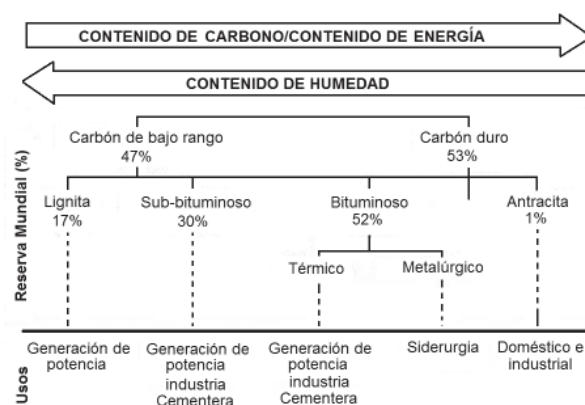 CONTENIDO DE CARBONO/CONTENIDO DE ENERGÍA
CONTENIDO DE HUMEDAD
Reserva Mundial (%)
Carbón de bajo rango
47%
Carbón duro
53%
Lignita
17%
Sub-bituminoso
30%
Bituminoso
52%
Antracita
1%
Térmico
Metalúrgico
Usos
Generación de
potencia
Generación de
potencia
industria
Cementera
Generación de
potencia
industria
Cementera
Siderurgia
Doméstico e
industrial